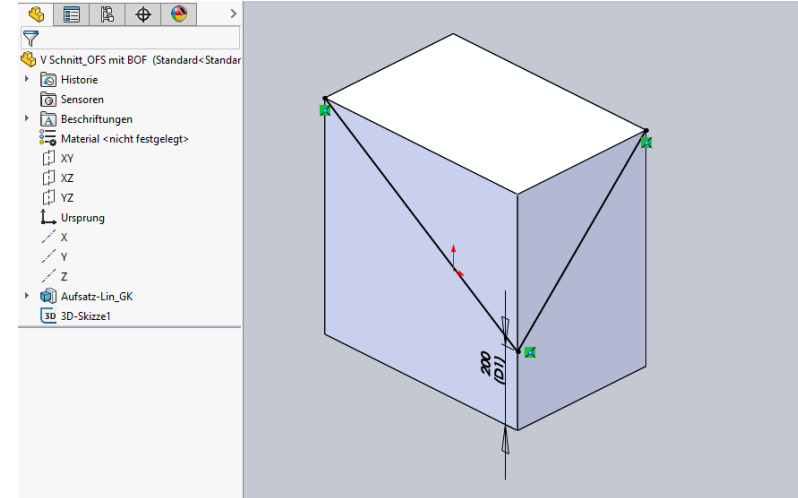 V Schnitt_OFS mit BOF (Standard<Standar
Historie
Sensoren
Beschriftungen
Material <nicht festgelegt>
XY
XZ
YZ
Ursprung
X
Y
Z
Aufsatz-Lin_GK
3D 3D-Skizze1
200
(D1)